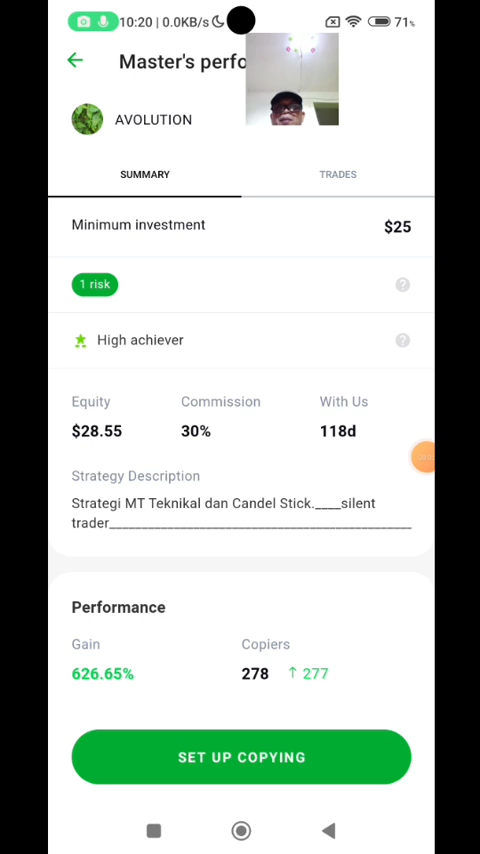 10:20 | 0.0KB/s
71%
Master's perfo
AVOLUTION
SUMMARY
TRADES
Minimum investment
$25
1 risk
?
High achiever
?
Equity
Commission
With Us
$28.55
30%
118d
Strategy Description
Strategi MT Teknikal dan Candel Stick.____silent
trader______________________________________
Performance
Gain
Copiers
626.65%
278 ↑ 277
SET UP COPYING